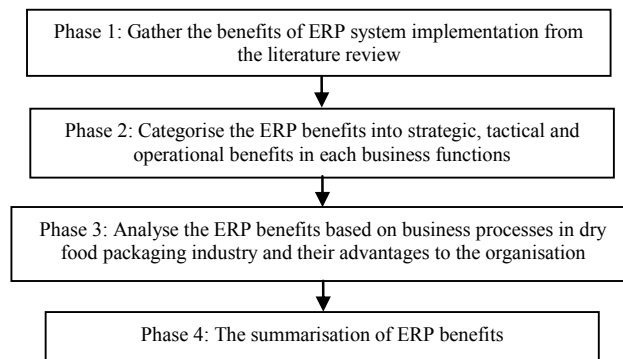 Phase 1: Gather the benefits of ERP system implementation from
the literature review
Phase 2: Categorise the ERP benefits into strategic, tactical and
operational benefits in each business functions
Phase 3: Analyse the ERP benefits based on business processes in dry
food packaging industry and their advantages to the organisation
Phase 4: The summarisation of ERP benefits